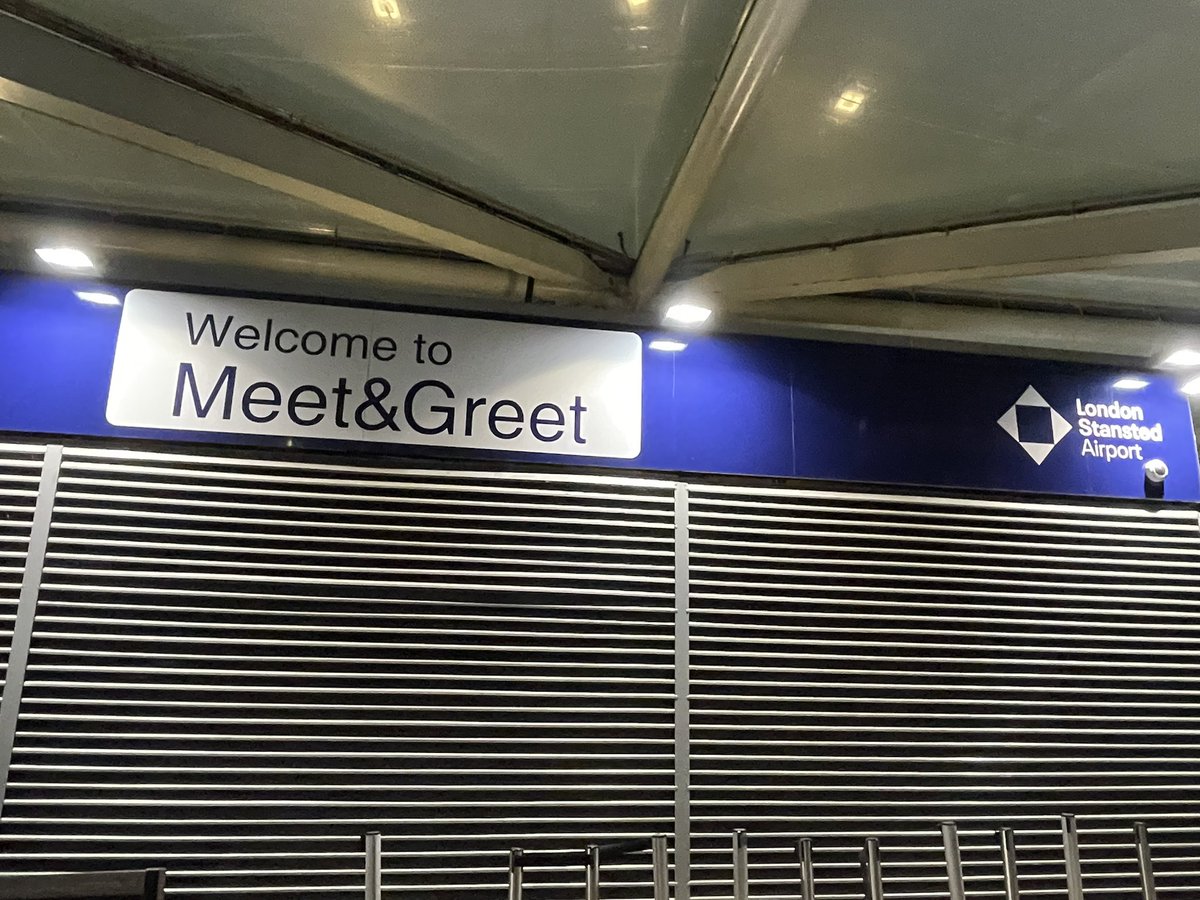 Welcome to
Meet&Greet
London
Stansted
Airport